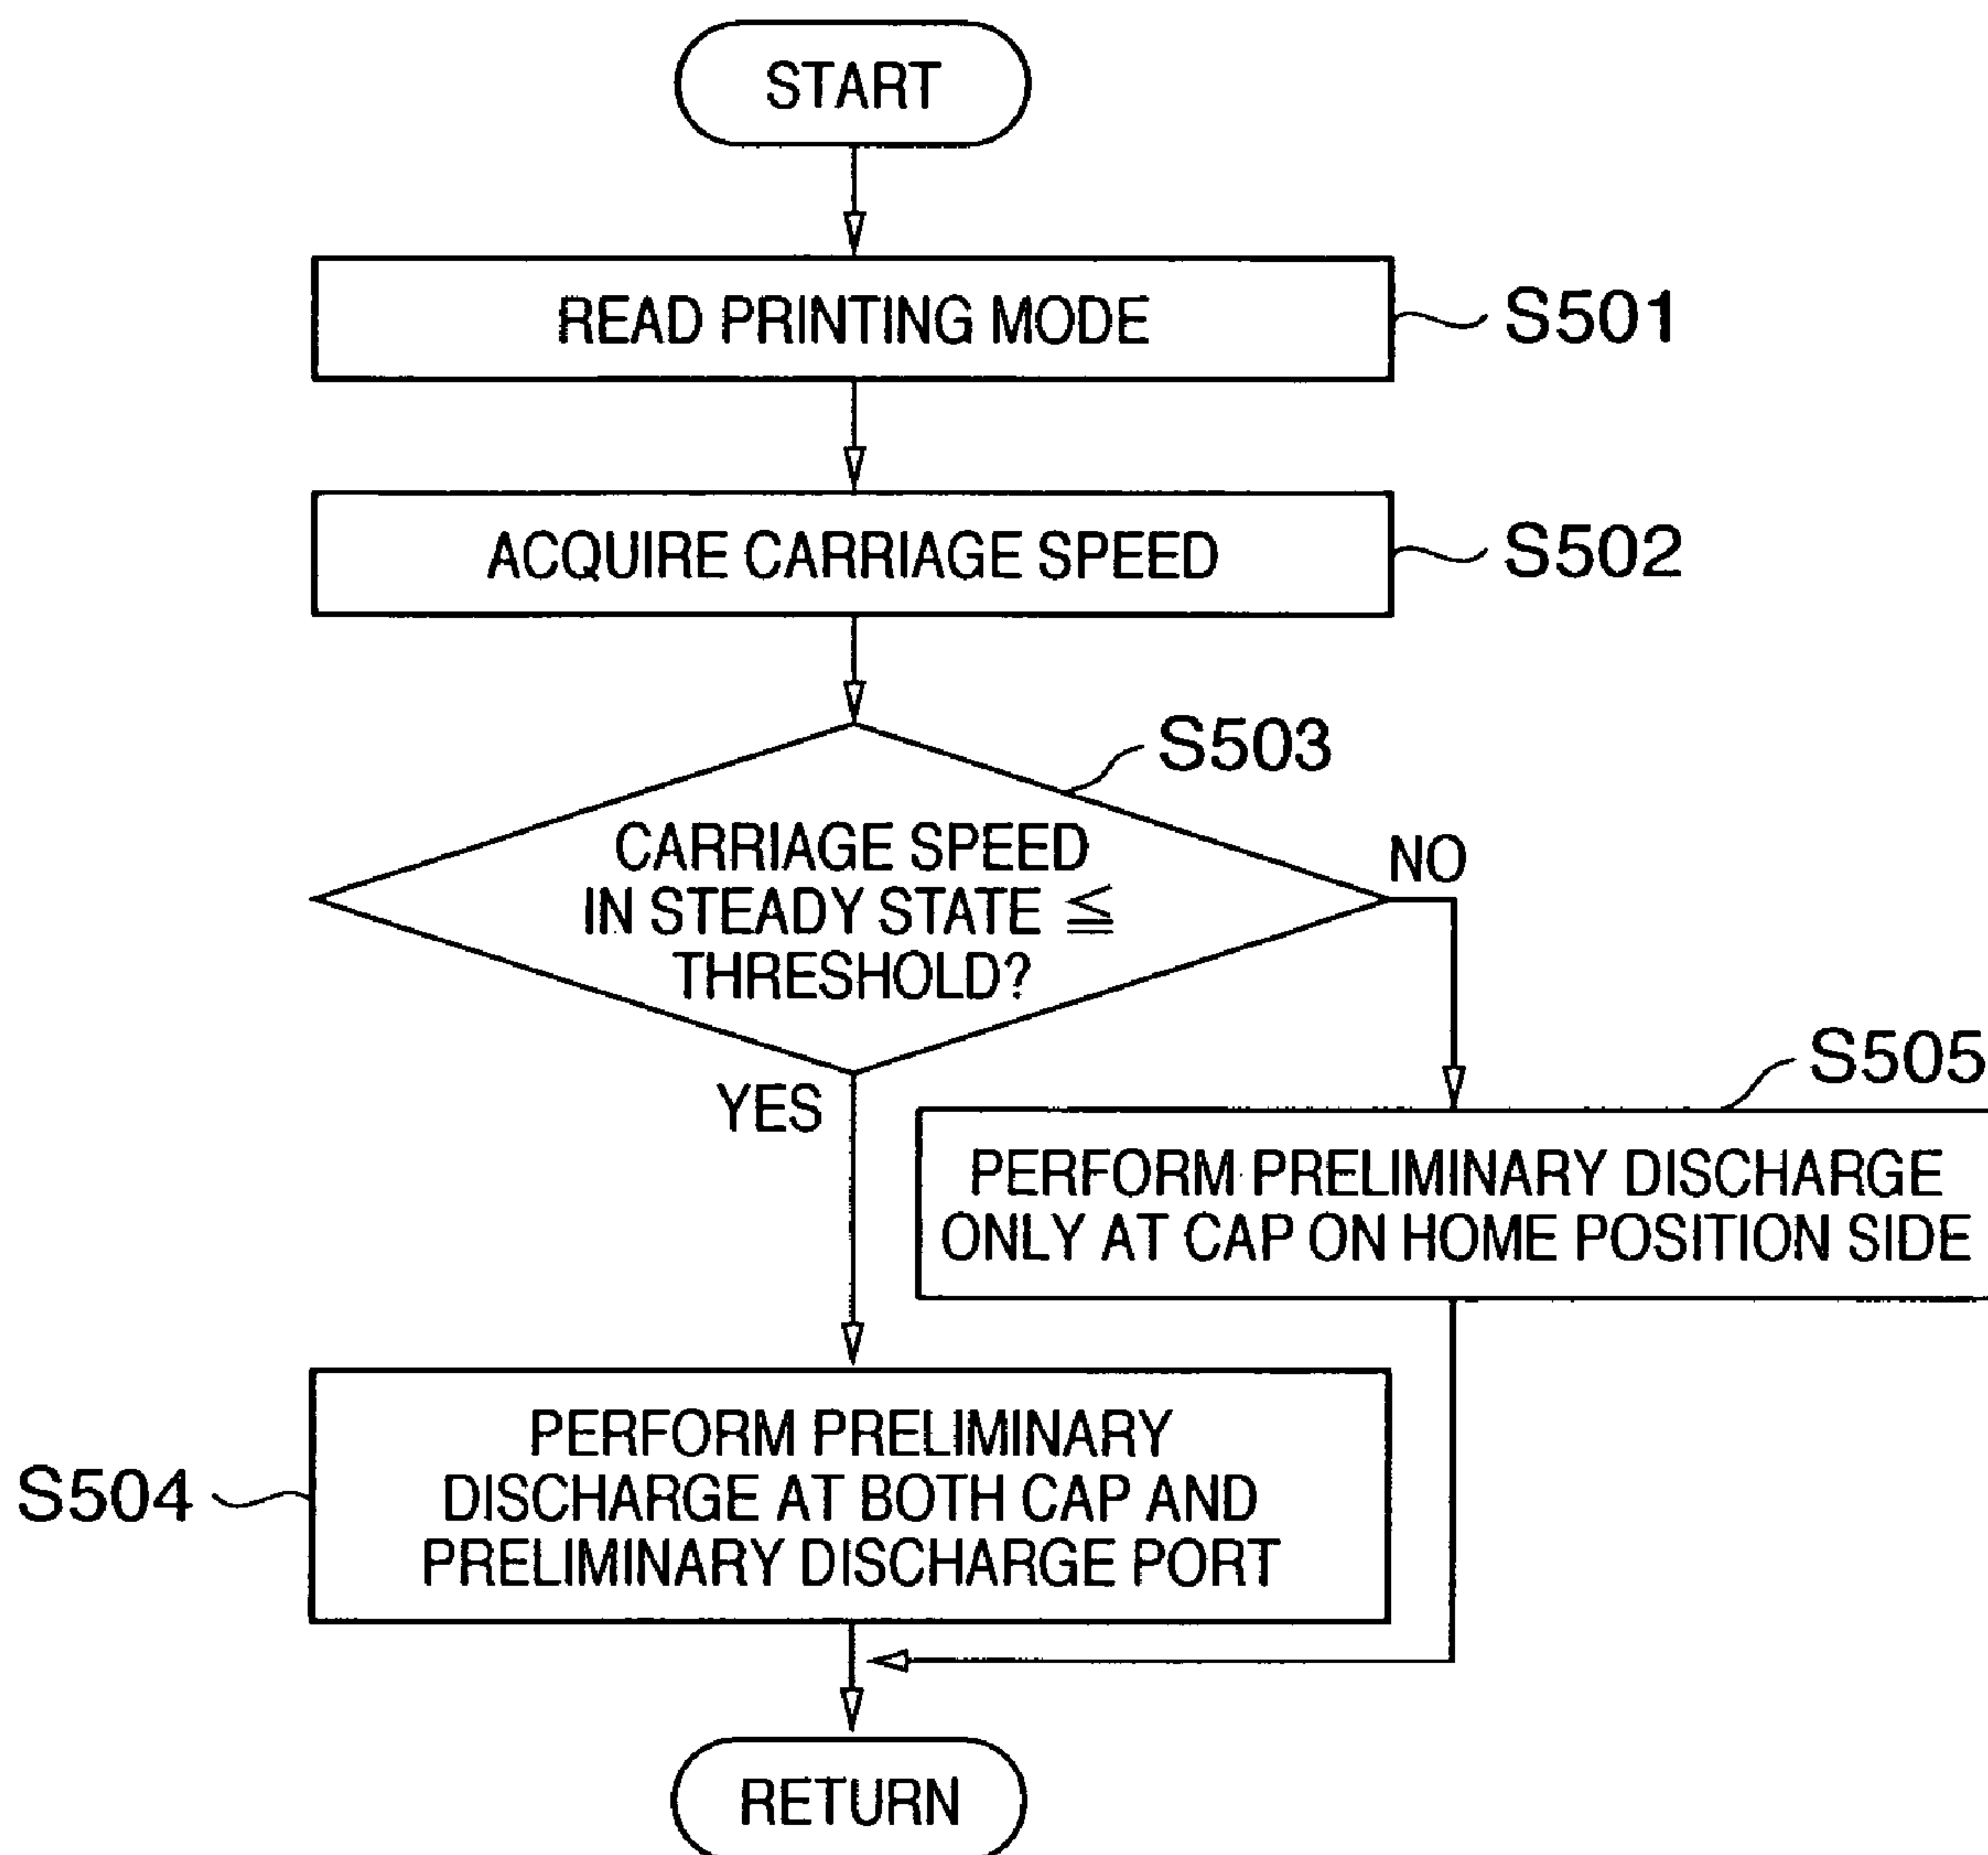 START
READ PRINTING MODE
S501
ACQUIRE CARRIAGE SPEED
S502
S503
CARRIAGE SPEED
IN STEADY STATE ≦
THRESHOLD?
NO
YES
S505
PERFORM PRELIMINARY DISCHARGE
ONLY AT CAP ON HOME POSITION SIDE
S504
PERFORM PRELIMINARY
DISCHARGE AT BOTH CAP AND
PRELIMINARY DISCHARGE PORT
RETURN